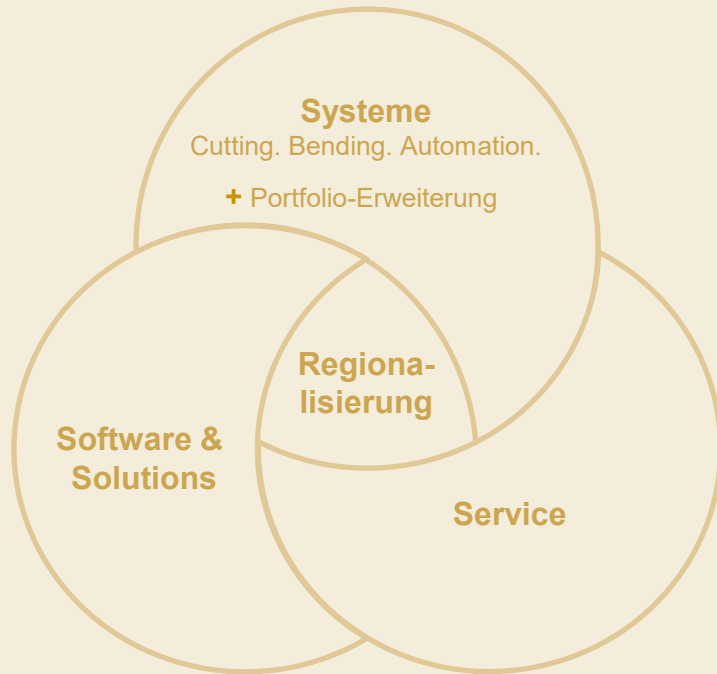 Systeme
Cutting. Bending. Automation.
+ Portfolio-Erweiterung
Regiona-
lisierung
Software &
Solutions
Service